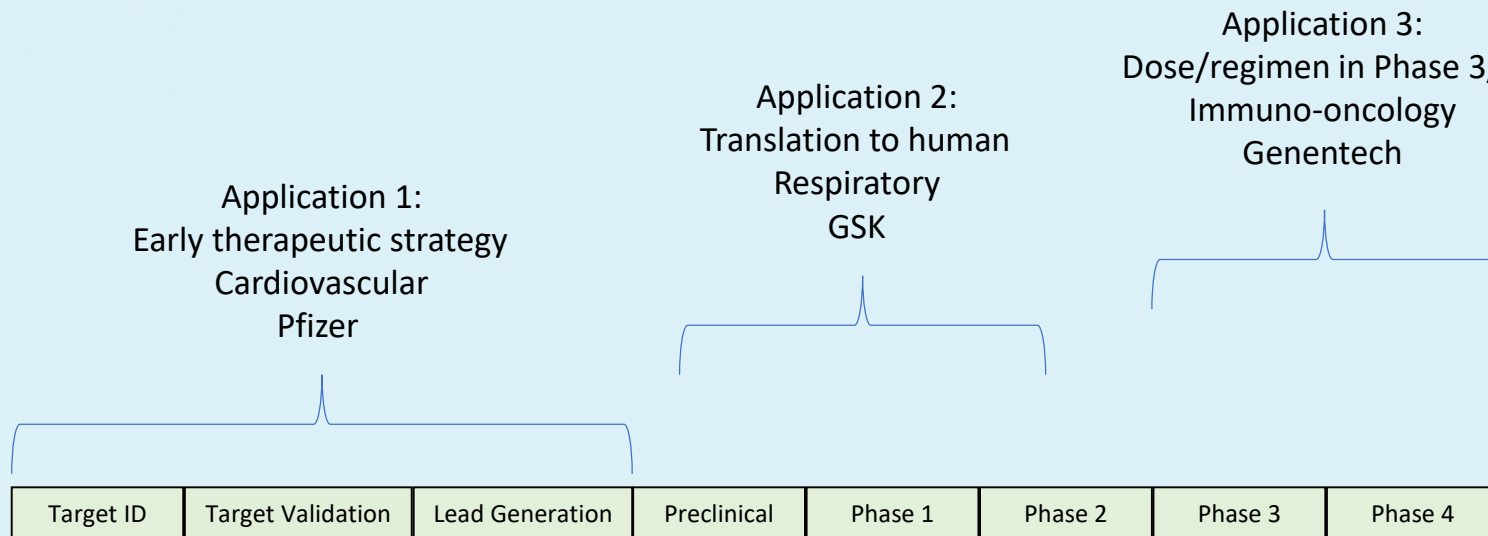 Application 1:
Early therapeutic strategy
Cardiovascular
Pfizer
Application 2:
Translation to human
Respiratory
GSK
Application 3:
Dose/regimen in Phase 3/
Immuno-oncology
Genentech
Target ID
Target Validation
Lead Generation
Preclinical
Phase 1
Phase 2
Phase 3
Phase 4